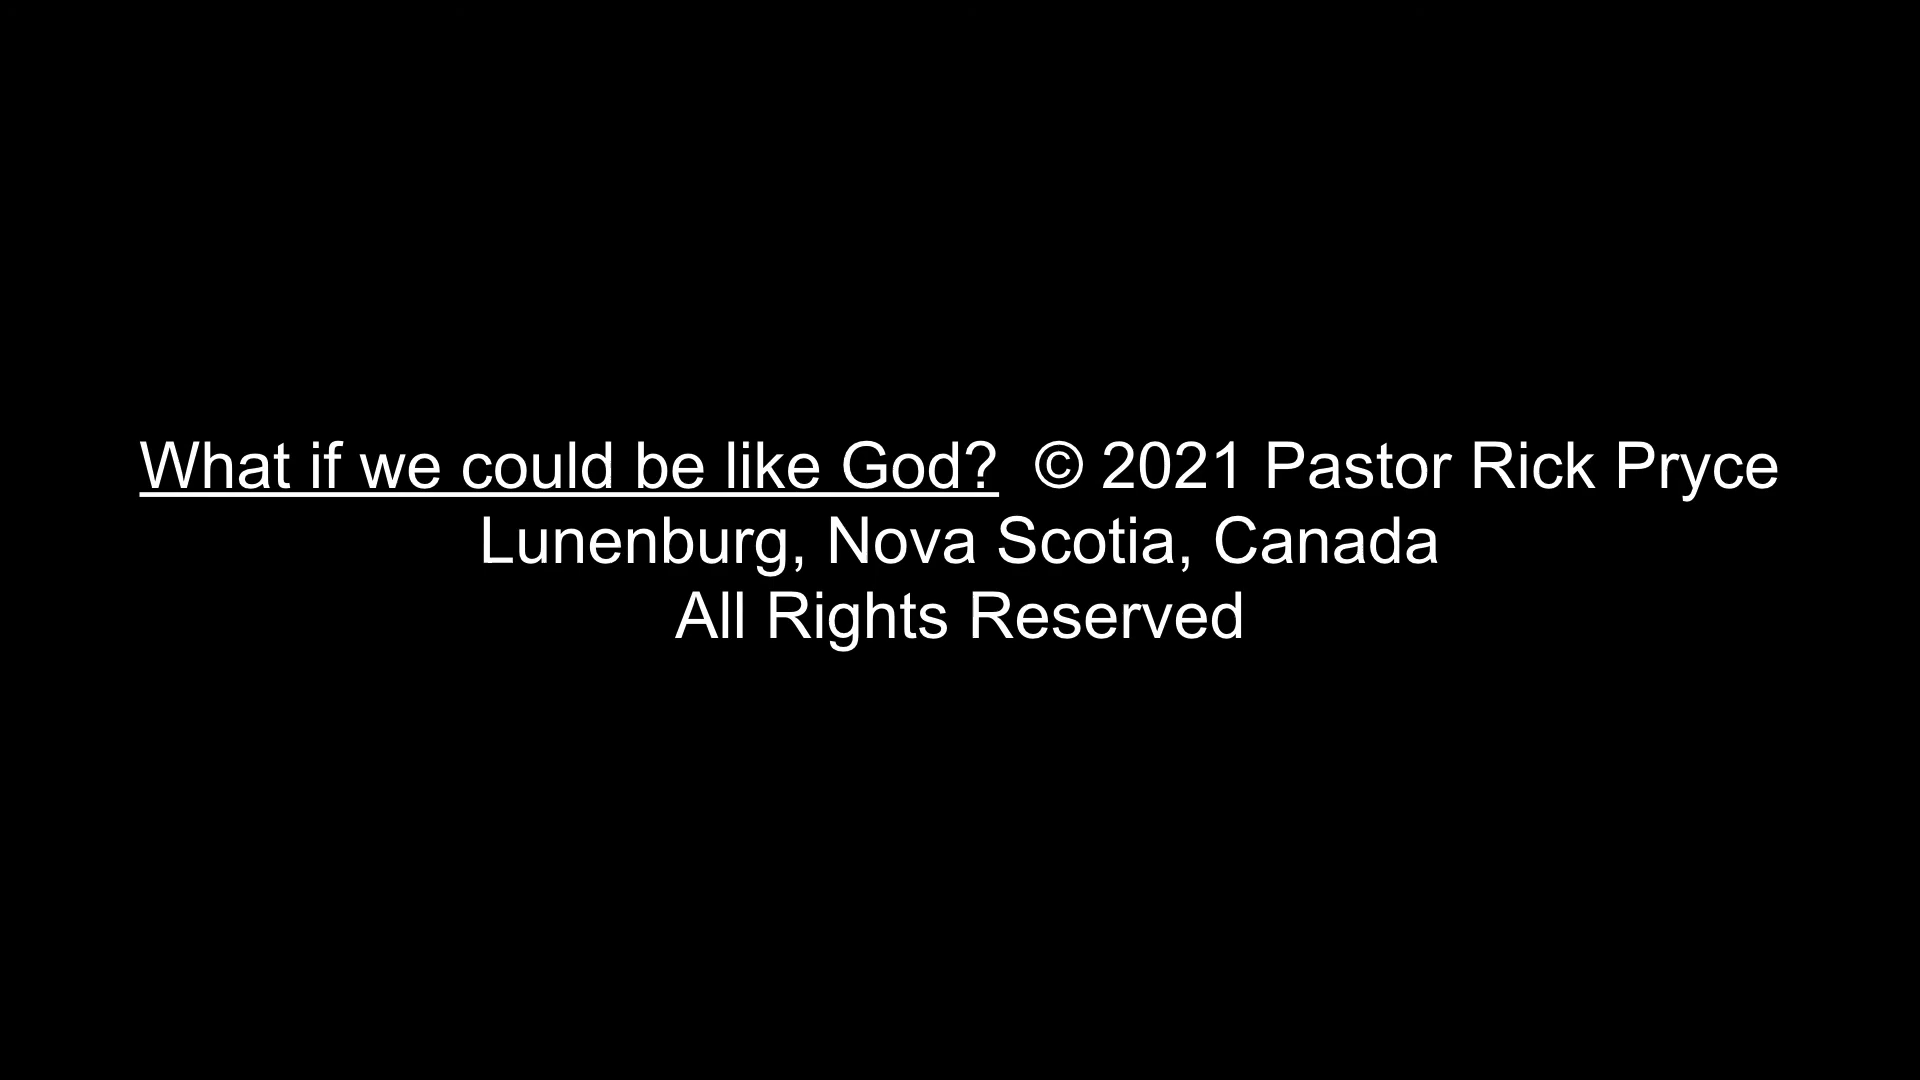 What if we could be like God?  © 2021 Pastor Rick Pryce
Lunenburg, Nova Scotia, Canada
All Rights Reserved